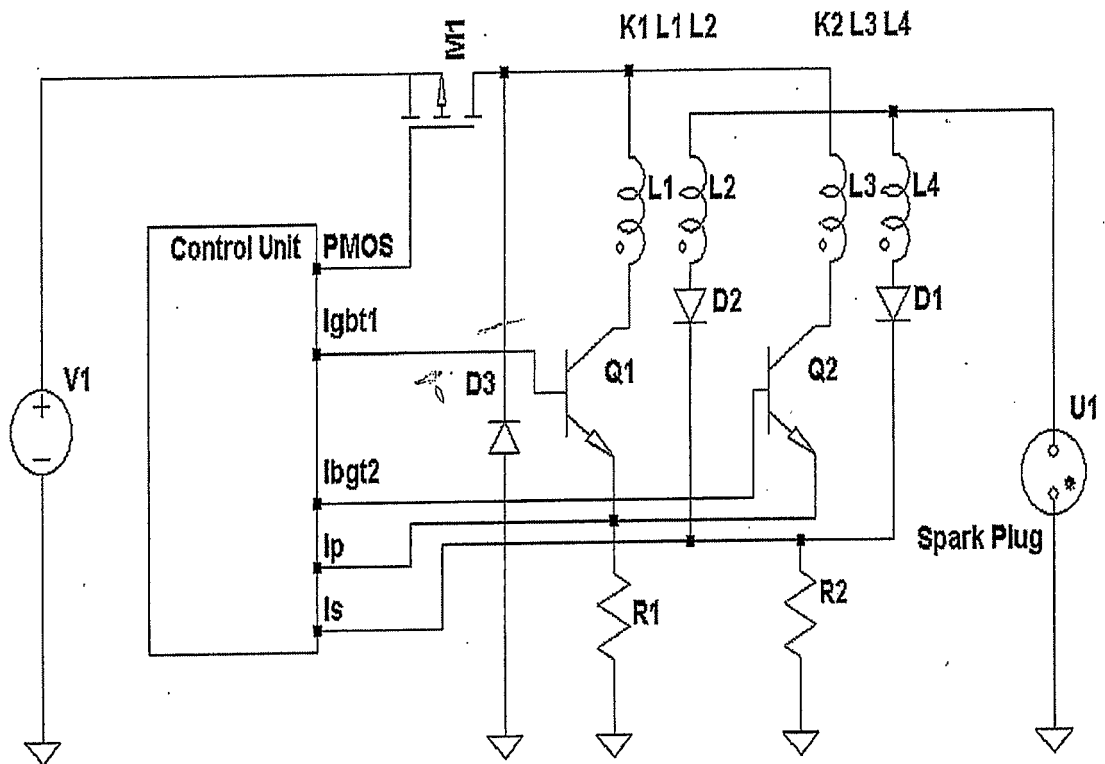 M1
K1 L1 L2
K2 L3 L4
L1
L2
L3
L4
Control Unit
PMOS
D2
D1
Igbt1
V1
D3
Q1
Q2
U1
Ibgt2
Ip
Spark Plug
Is
R1
R2